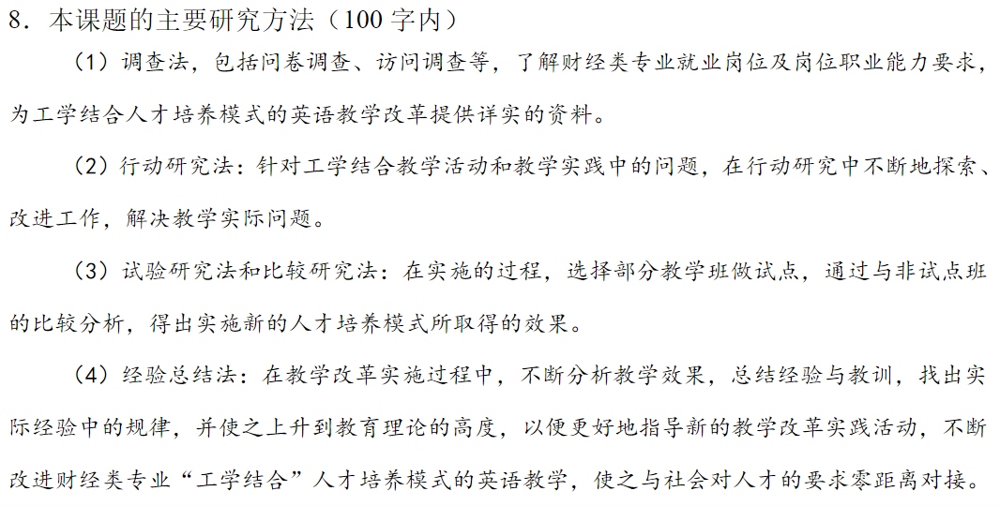 8．本课题的主要研究方法（100 字内）
（1）调查法，包括问卷调查、访问调查等，了解财经类专业就业岗位及岗位职业能力要求，
为工学结合人才培养模式的英语教学改革提供详实的资料。
（2）行动研究法：针对工学结合教学活动和教学实践中的问题，在行动研究中不断地探索、
改进工作，解决教学实际问题。
（3）试验研究法和比较研究法：在实施的过程，选择部分教学班做试点，通过与非试点班
的比较分析，得出实施新的人才培养模式所取得的效果。
（4）经验总结法：在教学改革实施过程中，不断分析教学效果，总结经验与教训，找出实
际经验中的规律，并使之上升到教育理论的高度，以便更好地指导新的教学改革实践活动，不断
改进财经类专业“工学结合”人才培养模式的英语教学，使之与社会对人才的要求零距离对接。